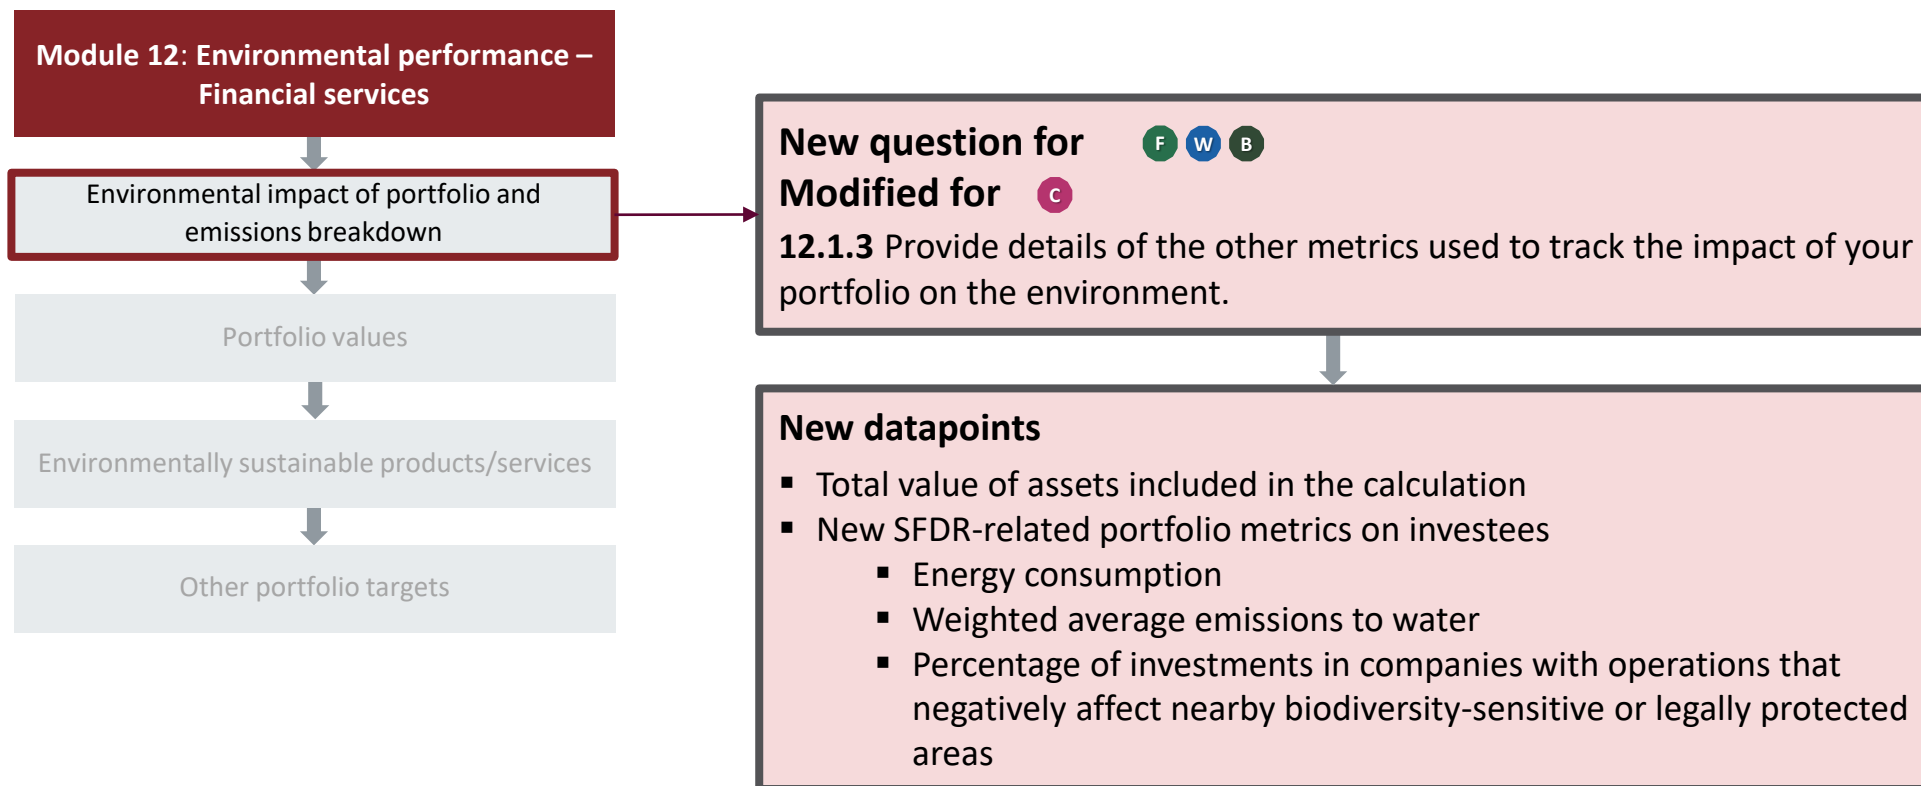 Module 12: Environmental performance –
Financial services
Environmental impact of portfolio and
emissions breakdown
Portfolio values
Environmentally sustainable products/services
Other portfolio targets
New question for F W B
Modified for C
12.1.3 Provide details of the other metrics used to track the impact of your
portfolio on the environment.
New datapoints
▪ Total value of assets included in the calculation
▪ New SFDR-related portfolio metrics on investees
▪ Energy consumption
▪ Weighted average emissions to water
▪ Percentage of investments in companies with operations that
negatively affect nearby biodiversity-sensitive or legally protected
areas